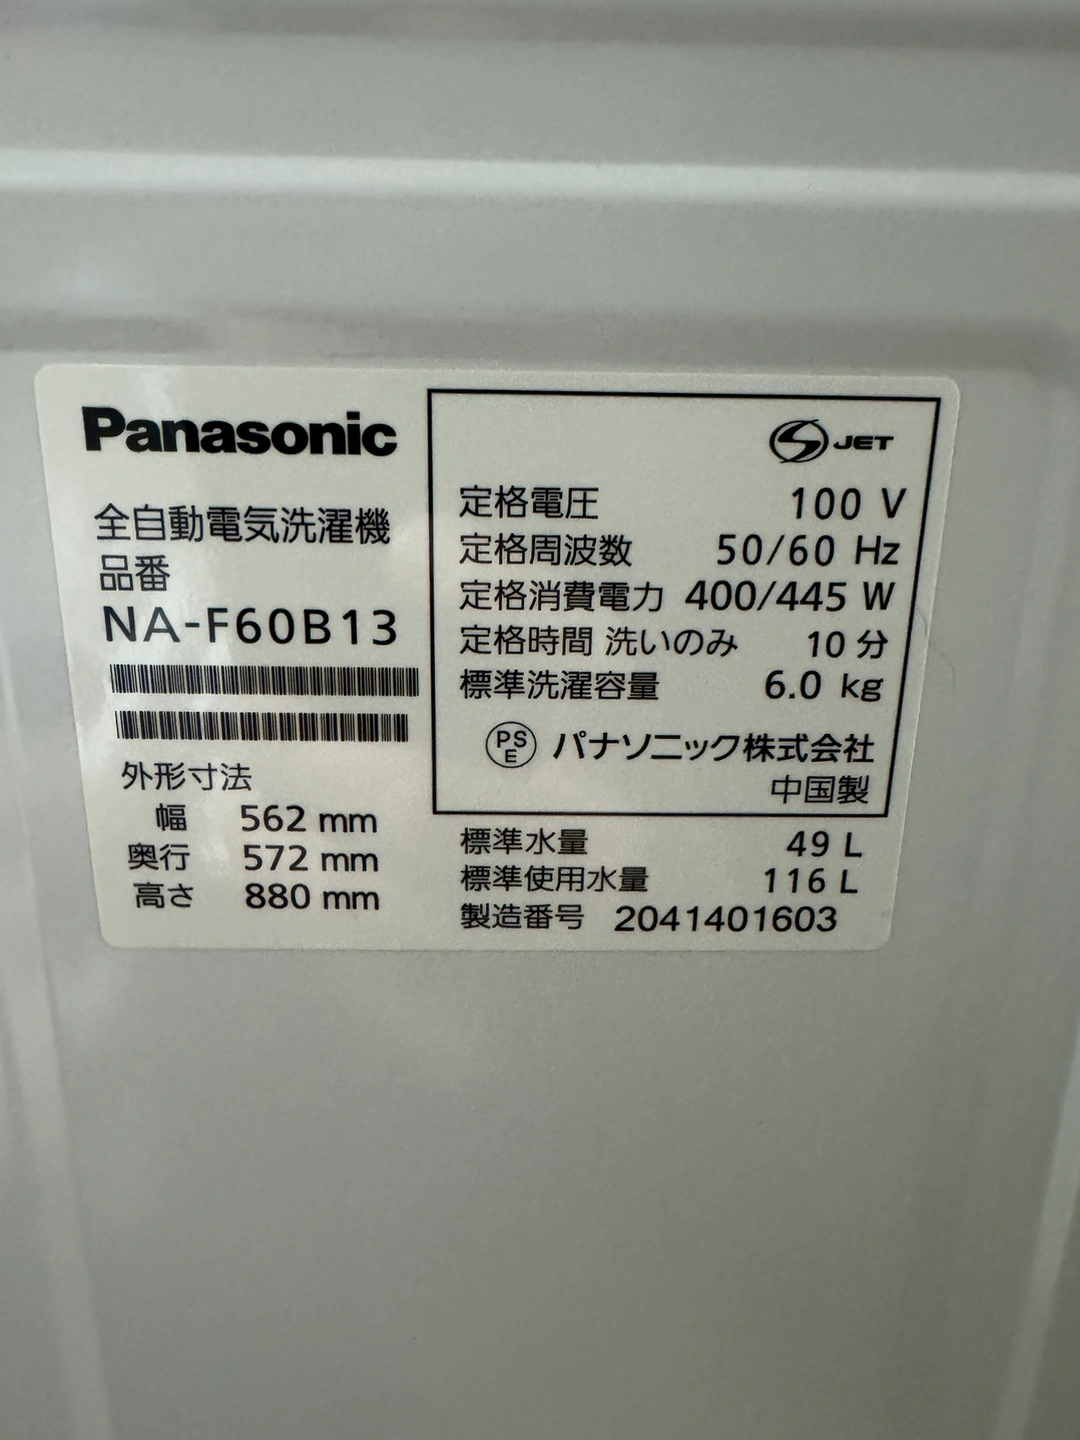 Panasonic
全自動電気洗濯機
品番
NA-F60B13
外形寸法
幅 562 mm
奥行 572 mm
高さ 880 mm
S JET
定格電圧 100 V
定格周波数 50/60 Hz
定格消費電力 400/445 W
定格時間 洗いのみ 10 分
標準洗濯容量 6.0 kg
PSE パナソニック株式会社
中国製
標準水量 49 L
標準使用水量 116 L
製造番号 2041401603